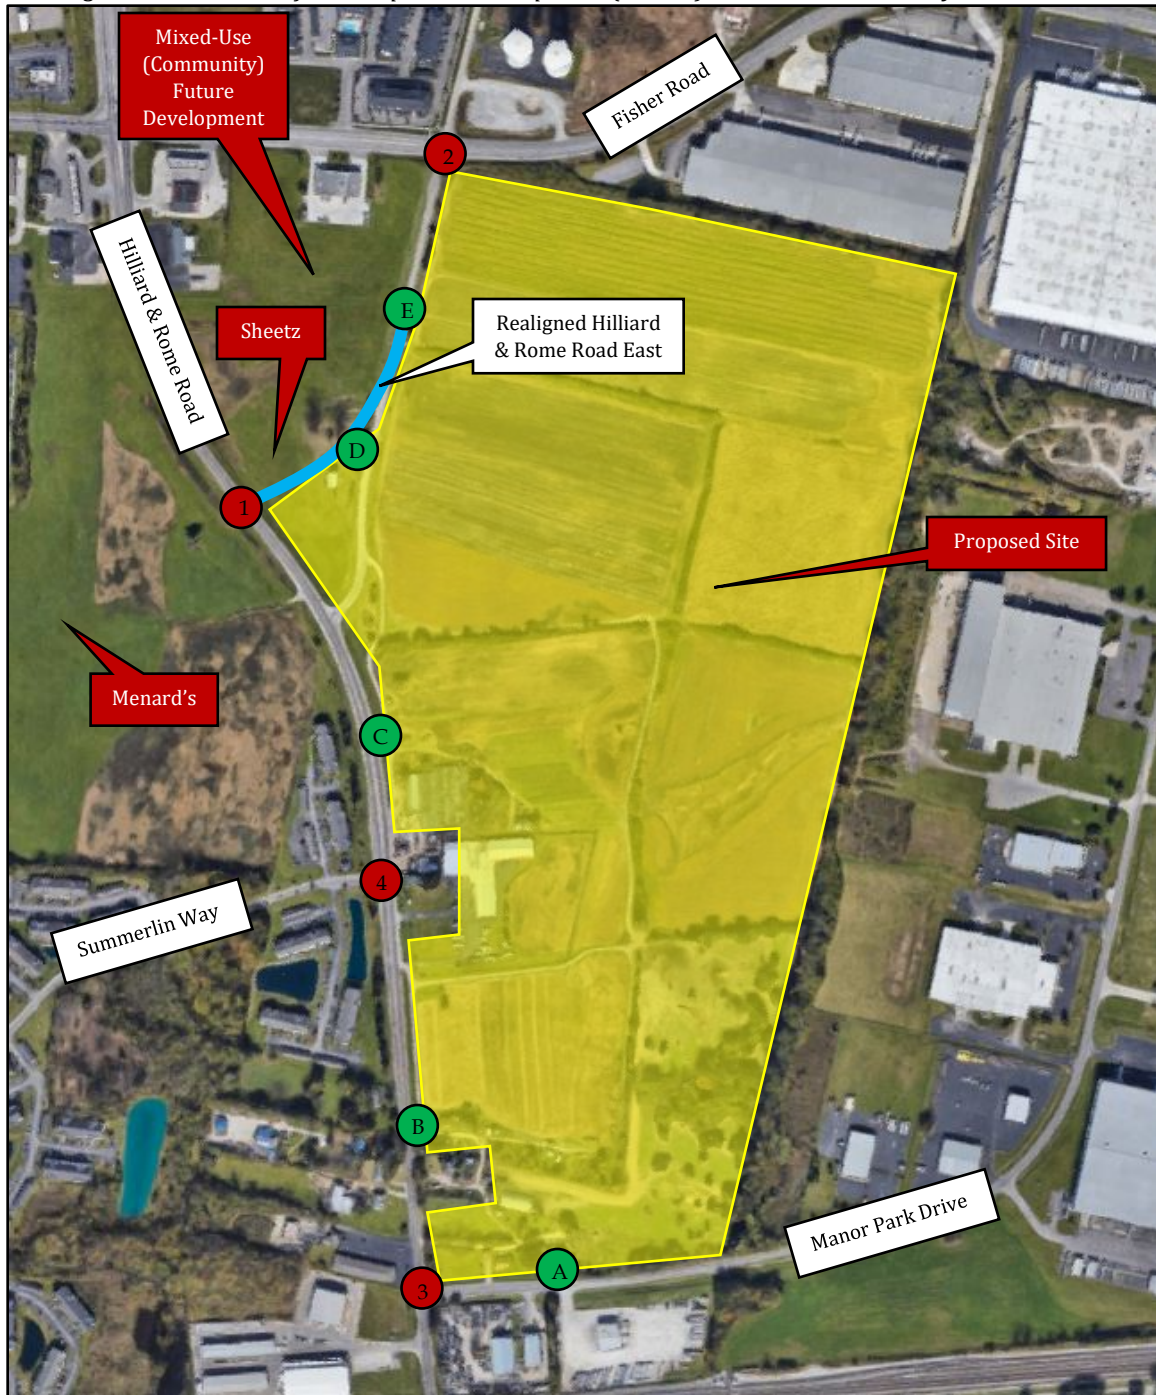 Mixed-Use
(Community)
Future
Development
Fisher Road
2
Hilliard & Rome Road
E
Sheetz
Realigned Hilliard
& Rome Road East
D
1
Proposed Site
Menard's
C
4
Summerlin Way
B
Manor Park Drive
A
3